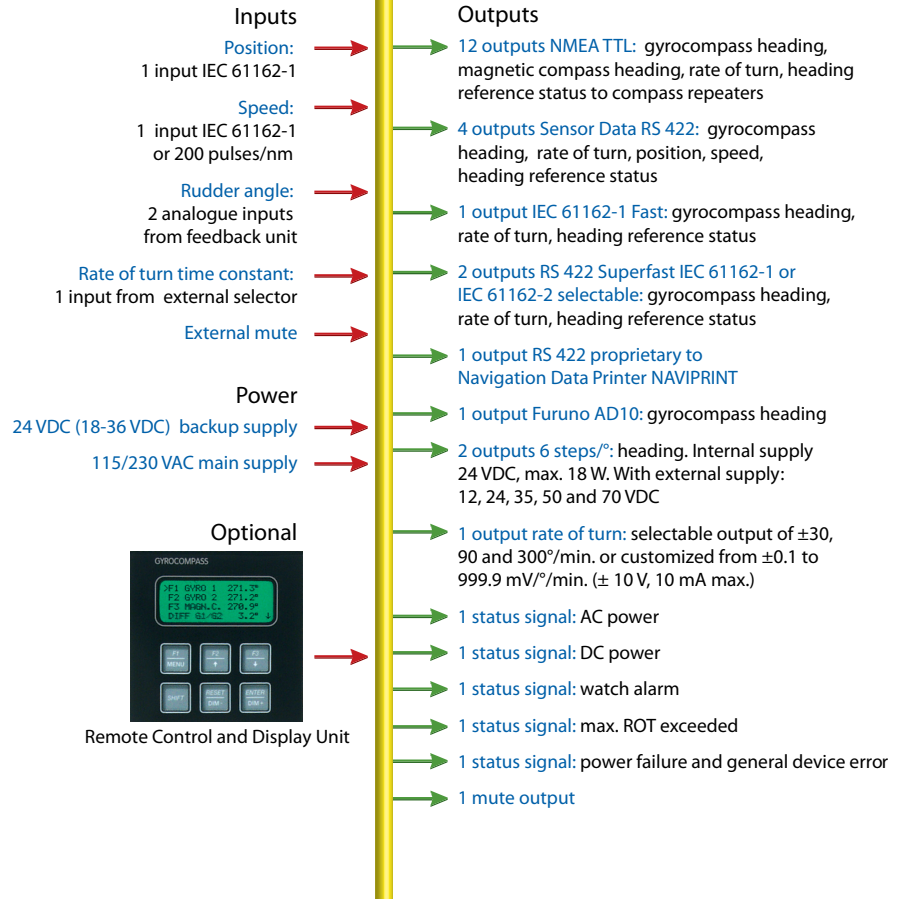 Inputs
Position:
1 input IEC 61162-1
Speed:
1 input IEC 61162-1
or 200 pulses/nm
Rudder angle:
2 analogue inputs
from feedback unit
Rate of turn time constant:
1 input from external selector
External mute
Power
24 VDC (18-36 VDC) backup supply
115/230 VAC main supply
Optional
GYROCOMPASS
>F1 GYRO 1 271.3°
F2 GYRO 2 271.2°
F3 MAGN.C. 270.9°
DIFF G1/G2 3.2° ↓
F1
MENU
F2
↑
F3
↓
SHIFT
RESET
DIM-
ENTER
DIM+
Remote Control and Display Unit
Outputs
12 outputs NMEA TTL: gyrocompass heading,
magnetic compass heading, rate of turn, heading
reference status to compass repeaters
4 outputs Sensor Data RS 422: gyrocompass
heading, rate of turn, position, speed,
heading reference status
1 output IEC 61162-1 Fast: gyrocompass heading,
rate of turn, heading reference status
2 outputs RS 422 Superfast IEC 61162-1 or
IEC 61162-2 selectable: gyrocompass heading,
rate of turn, heading reference status
1 output RS 422 proprietary to
Navigation Data Printer NAVIPRINT
1 output Furuno AD10: gyrocompass heading
2 outputs 6 steps/°: heading. Internal supply
24 VDC, max. 18 W. With external supply:
12, 24, 35, 50 and 70 VDC
1 output rate of turn: selectable output of ±30,
90 and 300°/min. or customized from ±0.1 to
999.9 mV/°/min. (± 10 V, 10 mA max.)
1 status signal: AC power
1 status signal: DC power
1 status signal: watch alarm
1 status signal: max. ROT exceeded
1 status signal: power failure and general device error
1 mute output